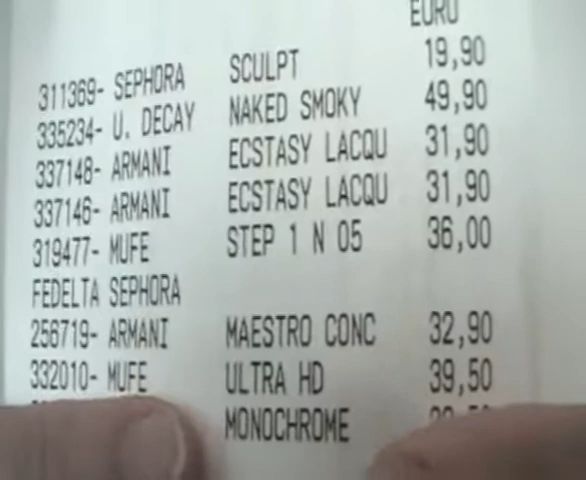 EURO
311369- SEPHORA SCULPT 19,90
335234- U. DECAY NAKED SMOKY 49,90
337148- ARMANI ECSTASY LACQU 31,90
337146- ARMANI ECSTASY LACQU 31,90
319477- MUFE STEP 1 N 05 36,00
FEDELTA SEPHORA
256719- ARMANI MAESTRO CONC 32,90
332010- MUFE ULTRA HD 39,50
MONOCHROME